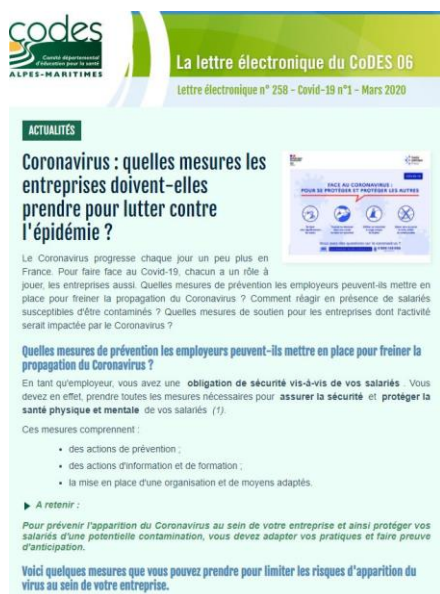 codes
Comité départemental
d'éducation pour la santé
ALPES-MARITIMES
La lettre électronique du CoDES 06
Lettre électronique n° 258 - Covid-19 n°1 - Mars 2020
ACTUALITÉS
Coronavirus : quelles mesures les
entreprises doivent-elles
prendre pour lutter contre
l'épidémie ?
FACE AU CORONAVIRUS :
POUR SE PROTÉGER ET PROTÉGER LES AUTRES
Le Coronavirus progresse chaque jour un peu plus en
France. Pour faire face au Covid-19, chacun a un rôle à
jouer, les entreprises aussi. Quelles mesures de prévention les employeurs peuvent-ils mettre en
place pour freiner la propagation du Coronavirus ? Comment réagir en présence de salariés
susceptibles d'être contaminés ? Quelles mesures de soutien pour les entreprises dont l'activité
serait impactée par le Coronavirus ?
Quelles mesures de prévention les employeurs peuvent-ils mettre en place pour freiner la
propagation du Coronavirus ?
En tant qu'employeur, vous avez une obligation de sécurité vis-à-vis de vos salariés . Vous
devez en effet, prendre toutes les mesures nécessaires pour assurer la sécurité et protéger la
santé physique et mentale de vos salariés (1).
Ces mesures comprennent :
• des actions de prévention ;
• des actions d'information et de formation ;
• la mise en place d'une organisation et de moyens adaptés.
► A retenir :
Pour prévenir l'apparition du Coronavirus au sein de votre entreprise et ainsi protéger vos
salariés d'une potentielle contamination, vous devez adapter vos pratiques et faire preuve
d'anticipation.
Voici quelques mesures que vous pouvez prendre pour limiter les risques d'apparition du
virus au sein de votre entreprise.